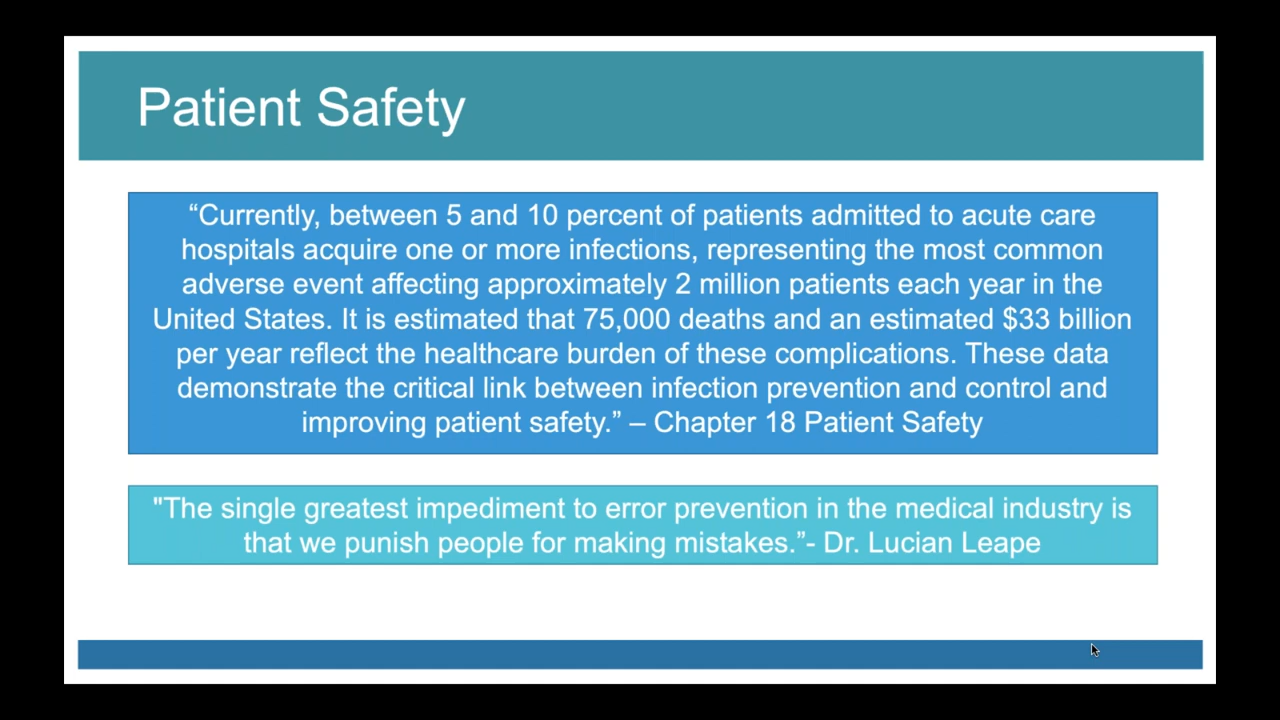 Patient Safety
“Currently, between 5 and 10 percent of patients admitted to acute care
hospitals acquire one or more infections, representing the most common
adverse event affecting approximately 2 million patients each year in the
United States. It is estimated that 75,000 deaths and an estimated $33 billion
per year reflect the healthcare burden of these complications. These data
demonstrate the critical link between infection prevention and control and
improving patient safety.” – Chapter 18 Patient Safety
"The single greatest impediment to error prevention in the medical industry is
that we punish people for making mistakes.”- Dr. Lucian Leape